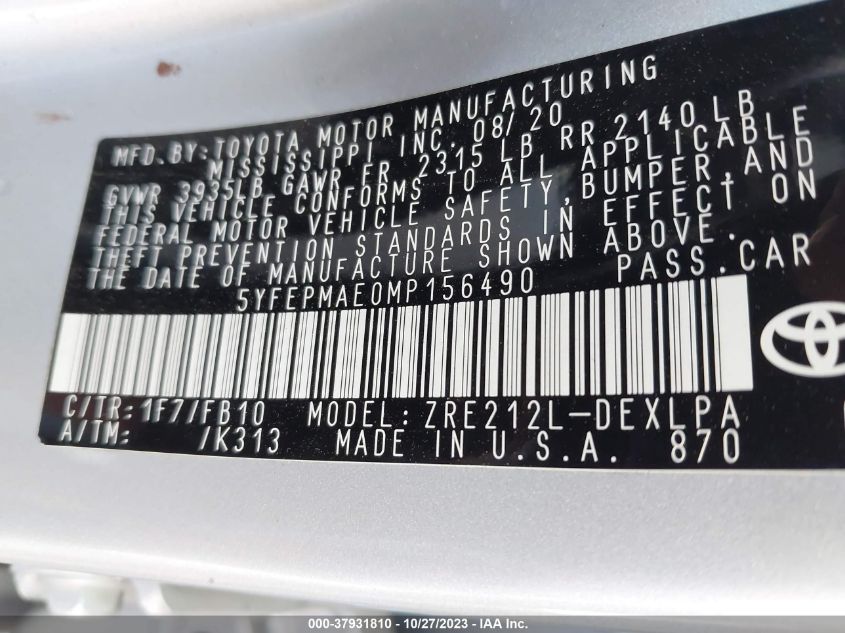 MFD. BY: TOYOTA MOTOR MANUFACTURING
MISSISSIPPI INC. 08/20
GVWR 3935LB GAWR FR 2315 LB RR 2140 LB
THIS VEHICLE CONFORMS TO ALL APPLICABLE
FEDERAL MOTOR VEHICLE SAFETY, BUMPER, AND
THEFT PREVENTION STANDARDS IN EFFECT ON
THE DATE OF MANUFACTURE SHOWN ABOVE.
5YFEPMAE0MP156490 PASS. CAR
C/TR: 1F7/FB10 MODEL: ZRE212L-DEXLPA
A/TM: /K313 MADE IN U.S.A. 870
000-37931810 - 10/27/2023 - IAA Inc.